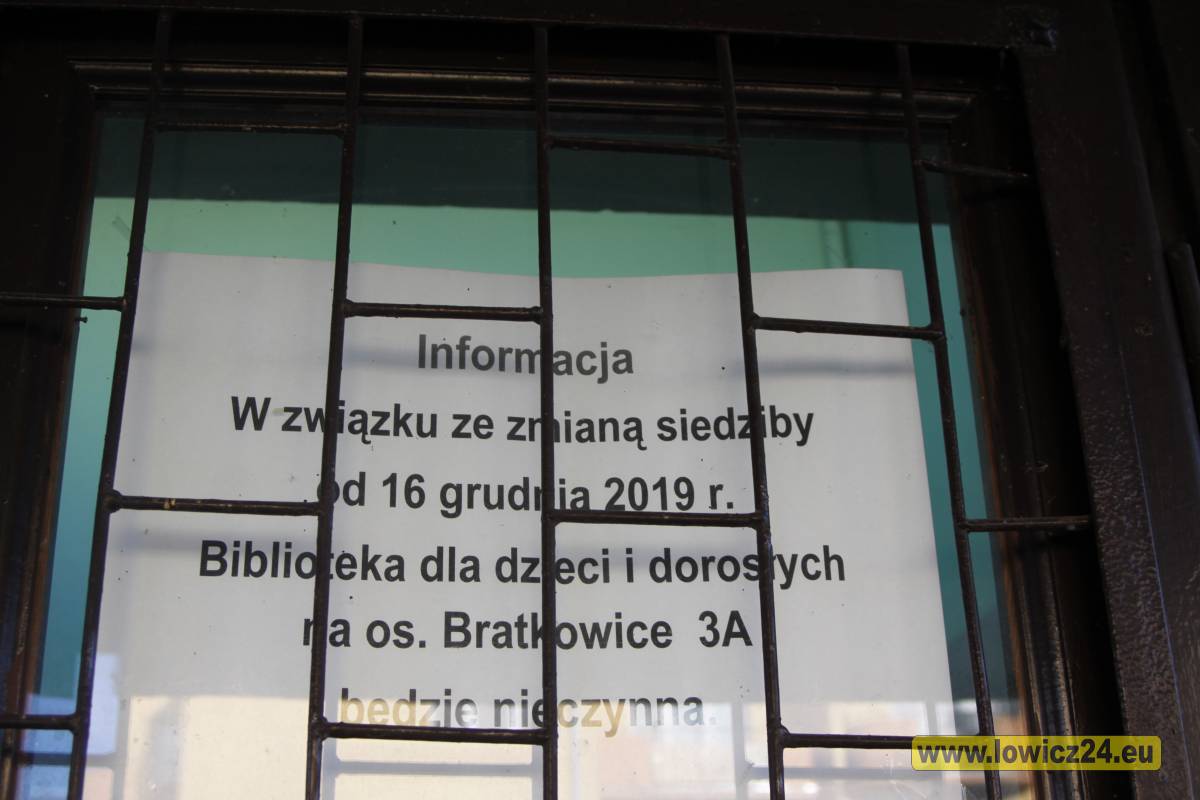 Informacja
W związku ze zmianą siedziby
od 16 grudnia 2019 r.
Biblioteka dla dzieci i dorosłych
na os. Bratkowice 3A
będzie nieczynna.
www.lowicz24.eu